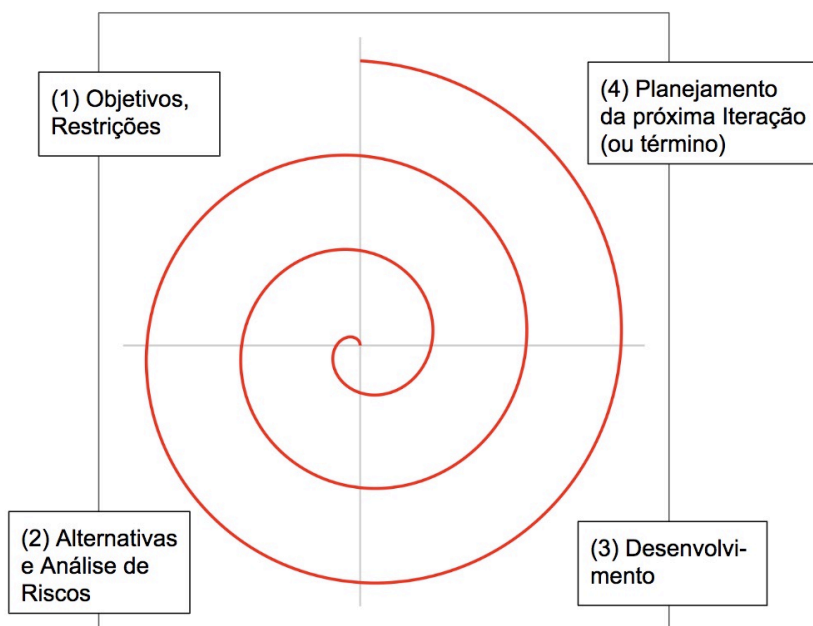 (1) Objetivos,
Restrições
(4) Planejamento
da próxima Iteração
(ou término)
(2) Alternativas
e Análise de
Riscos
(3) Desenvolvi-
mento